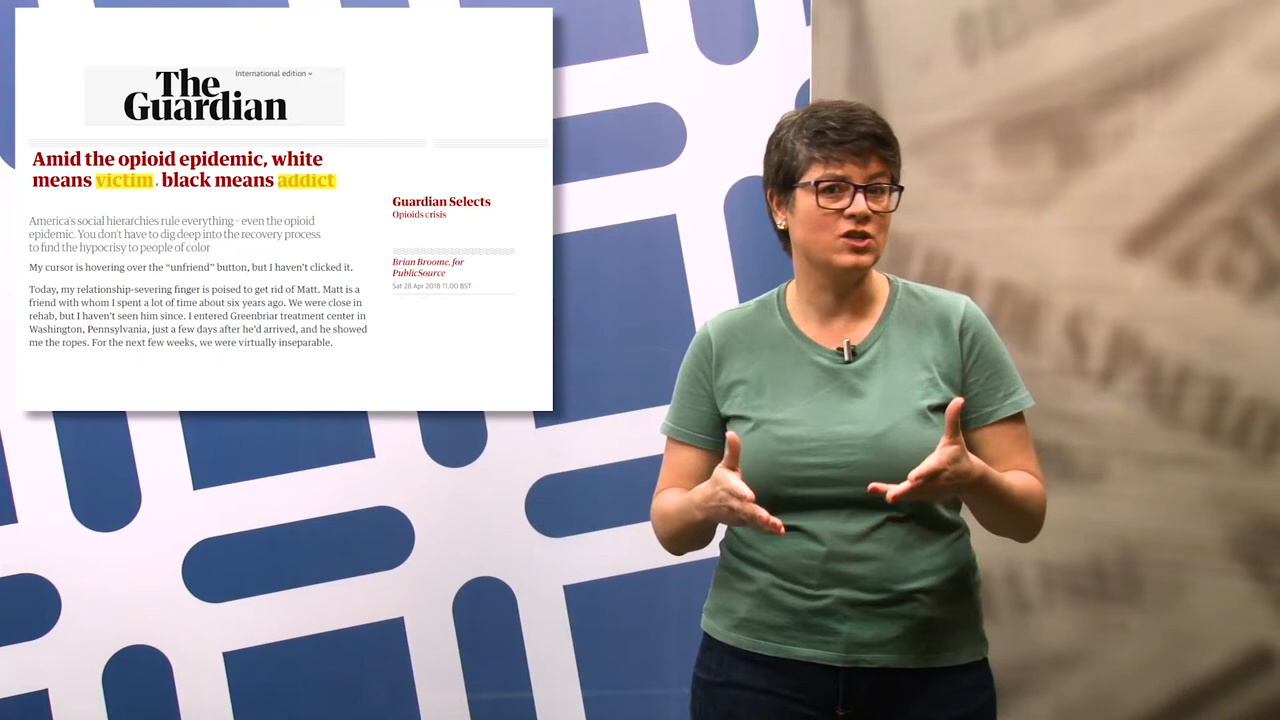 The
Guardian
International edition
Amid the opioid epidemic, white
means victim, black means addict
America's social hierarchies rule everything - even the opioid
epidemic. You don't have to dig deep into the recovery process
to find the hypocrisy to people of color
My cursor is hovering over the “unfriend” button, but I haven't clicked it.
Today, my relationship-severing finger is poised to get rid of Matt. Matt is a
friend with whom I spent a lot of time about six years ago. We were close in
rehab, but I haven't seen him since. I entered Greenbriar treatment center in
Washington, Pennsylvania, just a few days after he'd arrived, and he showed
me the ropes. For the next few weeks, we were virtually inseparable.
Guardian Selects
Opioids crisis
Brian Broome, for
PublicSource
Sat 28 Apr 2018 11.00 BST